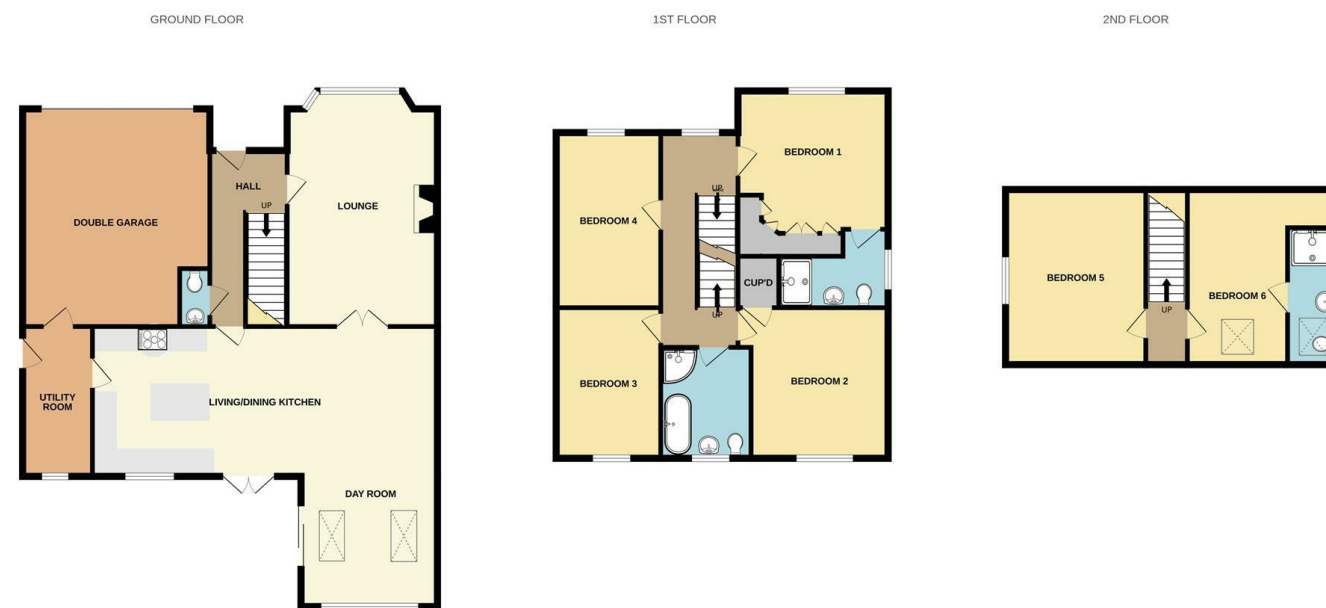 GROUND FLOOR
DOUBLE GARAGE
HALL
UP
LOUNGE
UTILITY
ROOM
LIVING/DINING KITCHEN
DAY ROOM
1ST FLOOR
BEDROOM 1
UP
BEDROOM 4
CUP'D
UP
BEDROOM 3
BEDROOM 2
2ND FLOOR
BEDROOM 5
BEDROOM 6
UP